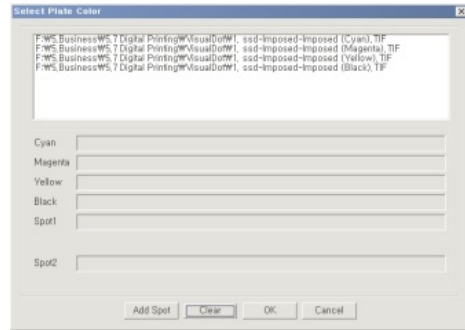 Select Plate Color
F:₩5,Business₩5,7 Digital Printing₩VisualDot₩1, ssd-Imposed-Imposed (Cyan),TIF
F:₩5,Business₩5,7 Digital Printing₩VisualDot₩1, ssd-Imposed-Imposed (Magenta),TIF
F:₩5,Business₩5,7 Digital Printing₩VisualDot₩1, ssd-Imposed-Imposed (Yellow),TIF
F:₩5,Business₩5,7 Digital Printing₩VisualDot₩1, ssd-Imposed-Imposed (Black),TIF
Cyan
Magenta
Yellow
Black
Spot1
Spot2
Add Spot Clear OK Cancel